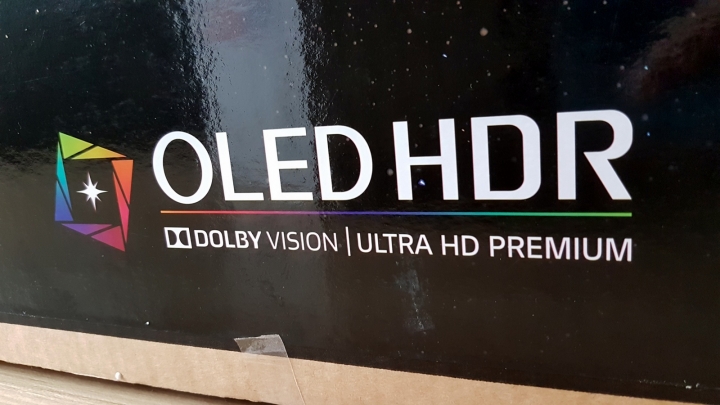 OLED HDR
DOLBY VISION | ULTRA HD PREMIUM